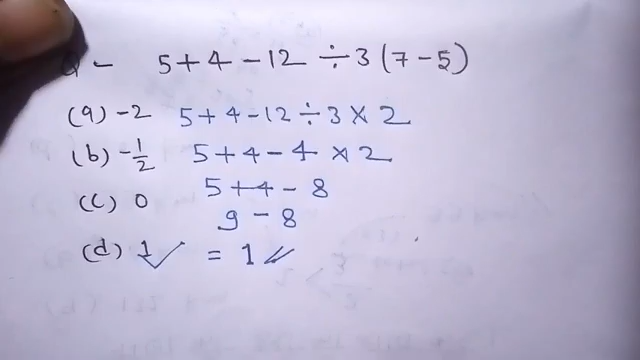 Q - 5+4-12÷3(7-5)
(a) -2 5+4-12÷3×2
(b) -1/2 5+4-4×2
(c) 0 5+4-8
9-8
(d) 1✓ = 1